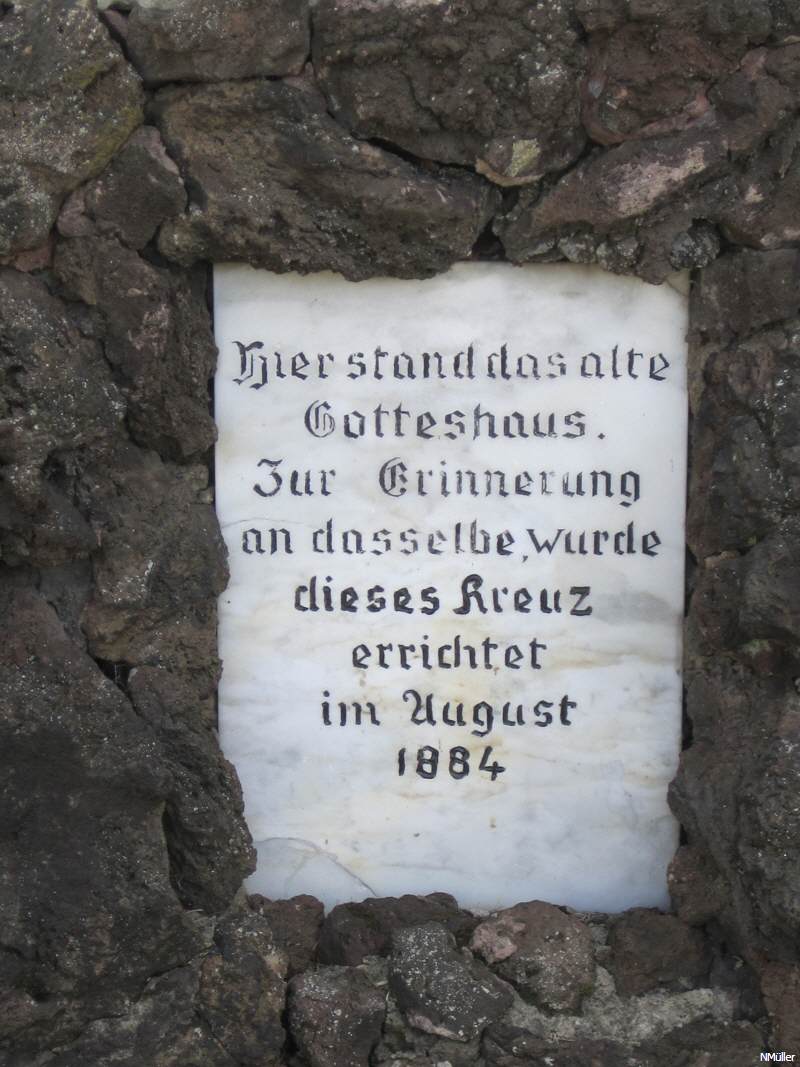 Hier stand das alte
Gotteshaus.
Zur Erinnerung
an dasselbe, wurde
dieses Kreuz
errichtet
im August
1884
NMüller